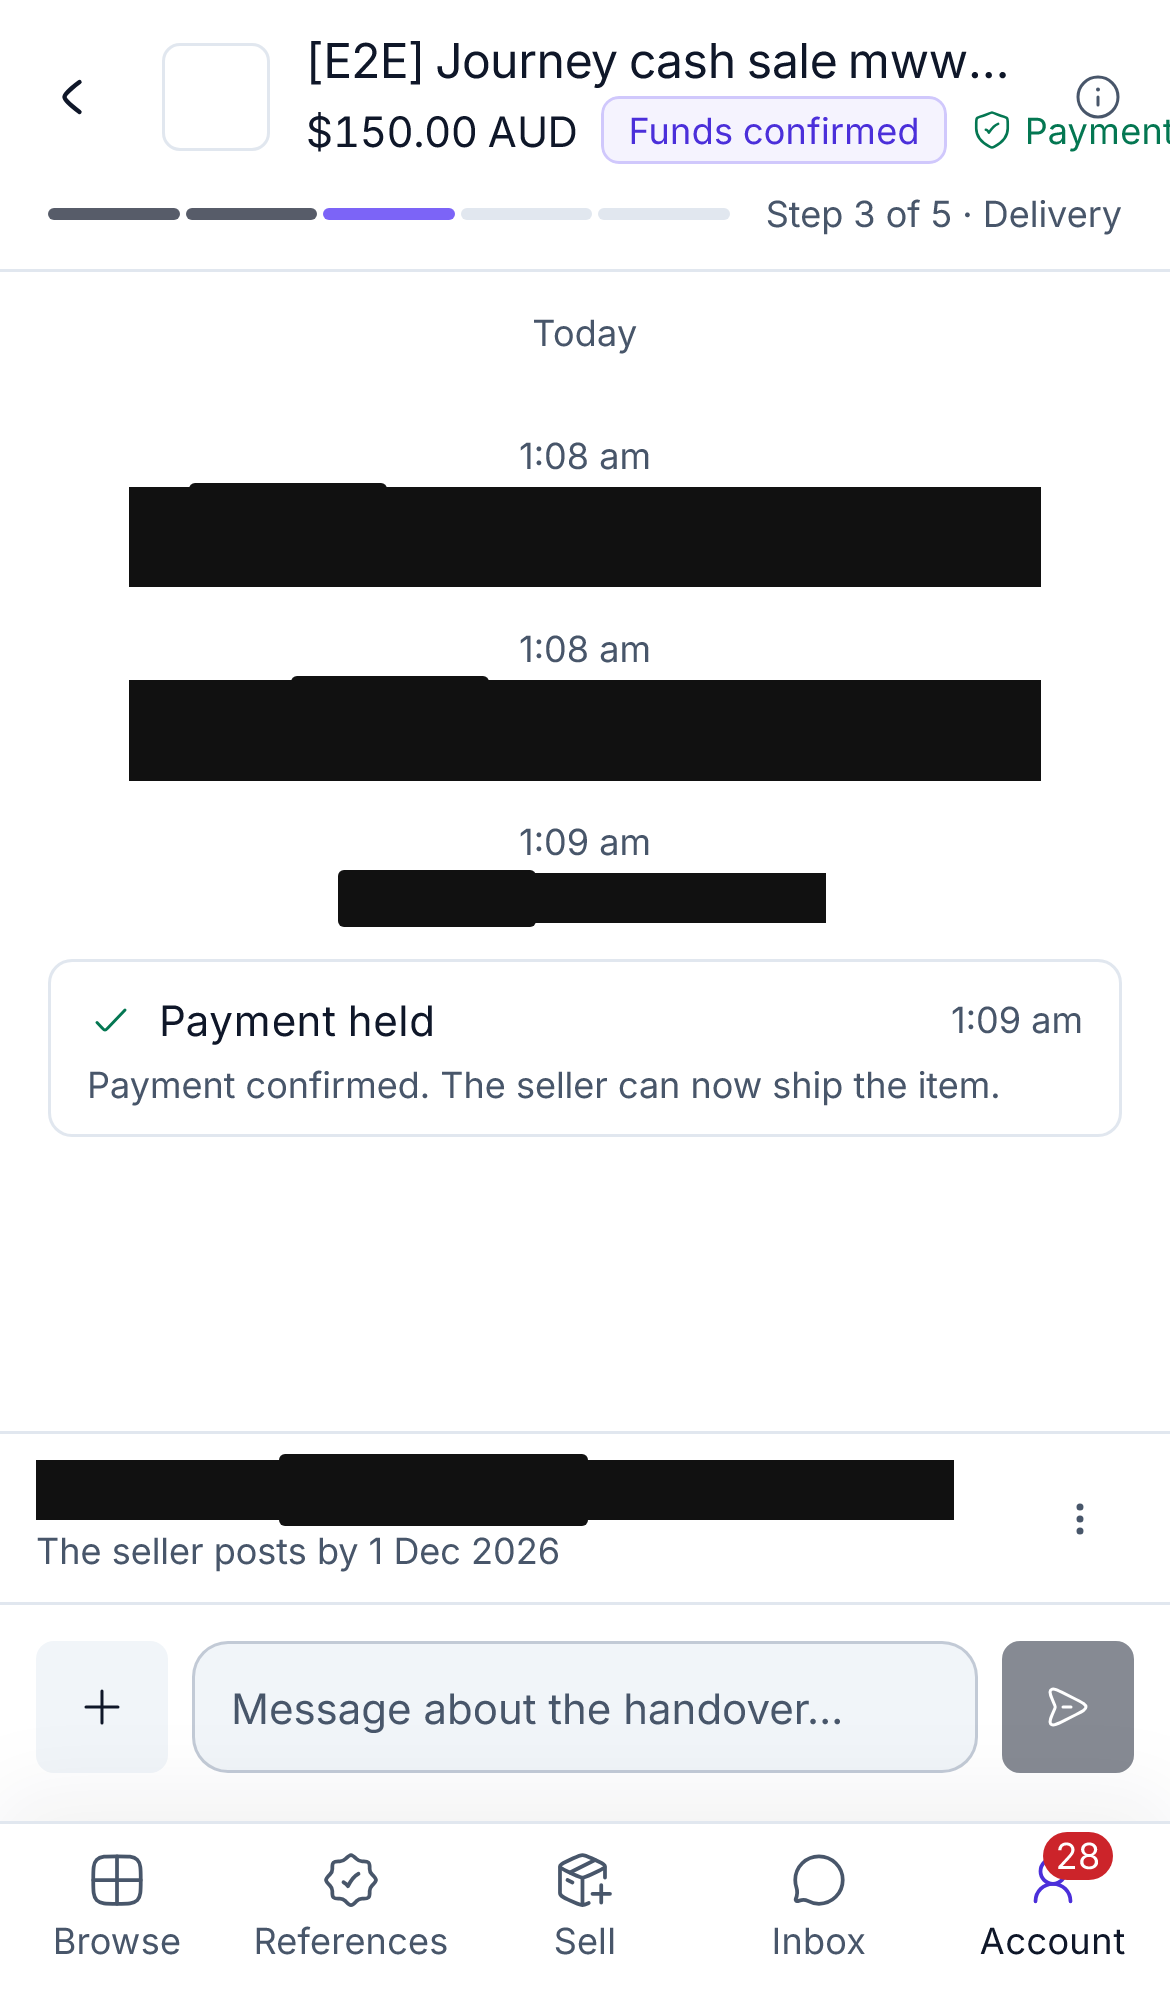 [E2E] Journey cash sale mww...
$150.00 AUD Funds confirmed Payment
Step 3 of 5 · Delivery
Today
1:08 am
1:08 am
1:09 am
Payment held 1:09 am
Payment confirmed. The seller can now ship the item.
The seller posts by 1 Dec 2026
Message about the handover...
28
Browse References Sell Inbox Account